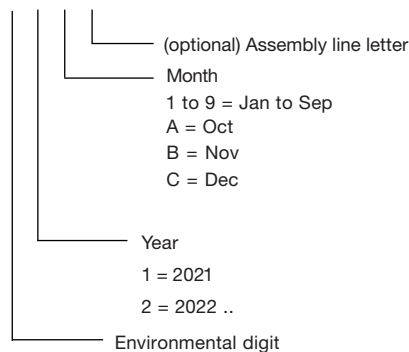 (optional) Assembly line letter
Month
1 to 9 = Jan to Sep
A = Oct
B = Nov
C = Dec
Year
1 = 2021
2 = 2022 ..
Environmental digit